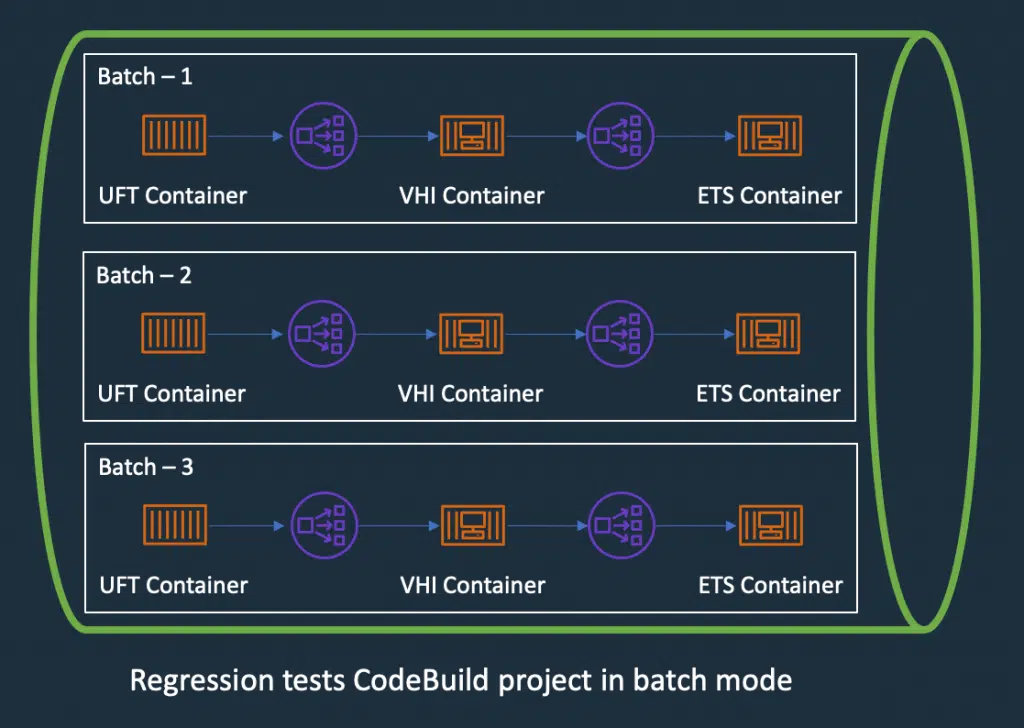 Batch – 1
UFT Container
VHI Container
ETS Container
Batch – 2
UFT Container
VHI Container
ETS Container
Batch – 3
UFT Container
VHI Container
ETS Container
Regression tests CodeBuild project in batch mode